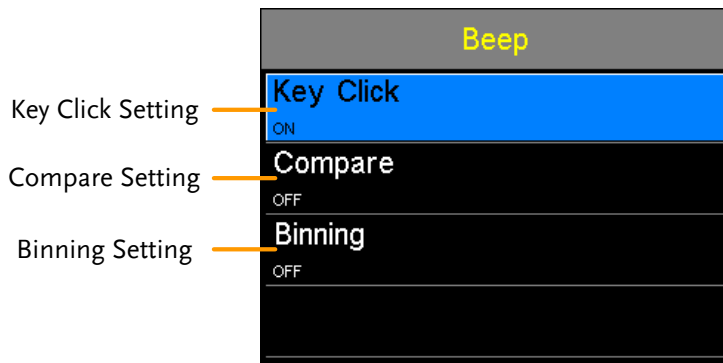 Beep
Key Click Setting
Key Click
ON
Compare Setting
Compare
OFF
Binning Setting
Binning
OFF